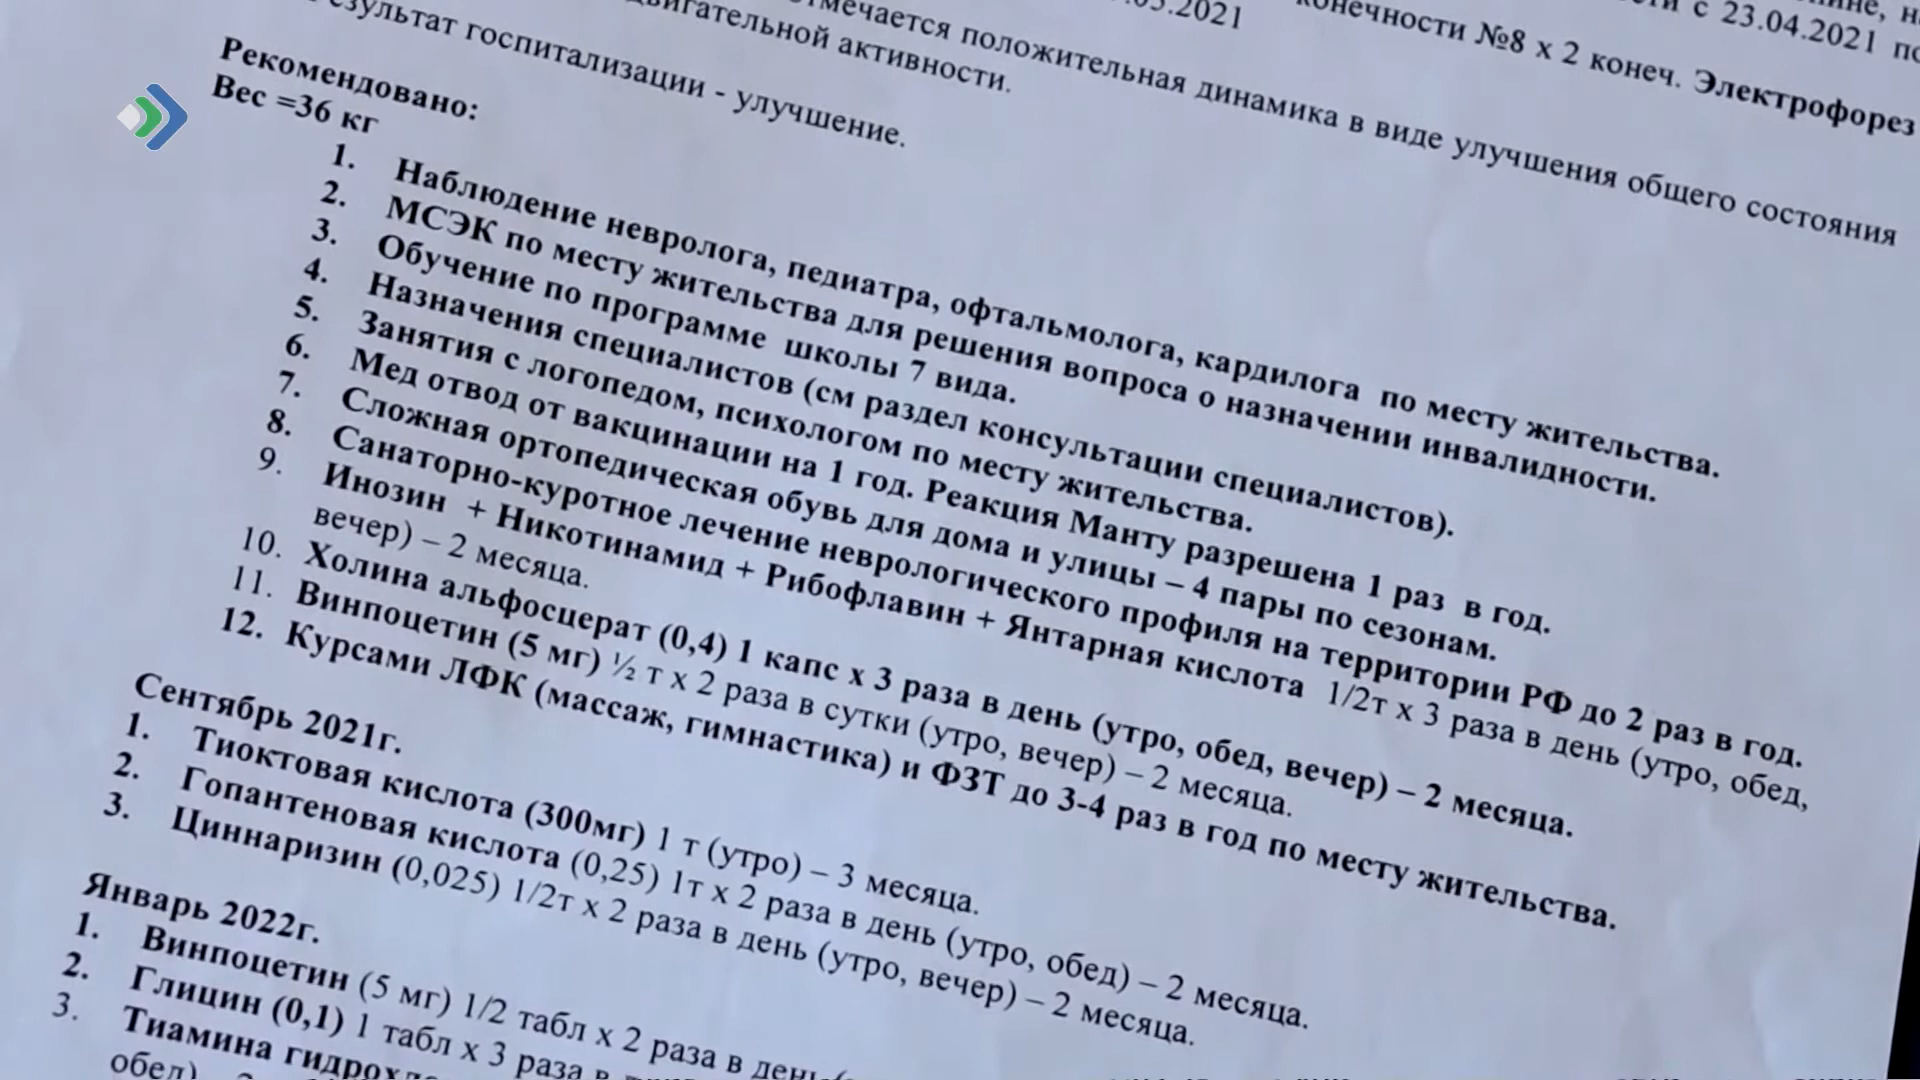 конечности №8 х 2 конеч. Электрофорез
отмечается положительная динамика в виде улучшения общего состояния
двигательной активности.
результат госпитализации - улучшение.
Рекомендовано:
Вес =36 кг
1. Наблюдение невролога, педиатра, офтальмолога, кардилога по месту жительства.
2. МСЭК по месту жительства для решения вопроса о назначении инвалидности.
3. Обучение по программе школы 7 вида.
4. Назначения специалистов (см раздел консультации специалистов).
5. Занятия с логопедом, психологом по месту жительства.
6. Мед отвод от вакцинации на 1 год. Реакция Манту разрешена 1 раз в год.
7. Сложная ортопедическая обувь для дома и улицы – 4 пары по сезонам.
8. Санаторно-куротное лечение неврологического профиля на территории РФ до 2 раз в год.
9. Инозин + Никотинамид + Рибофлавин + Янтарная кислота 1/2т х 3 раза в день (утро, обед,
вечер) – 2 месяца.
10. Холина альфосцерат (0,4) 1 капс х 3 раза в день (утро, обед, вечер) – 2 месяца.
11. Винпоцетин (5 мг) ½ т х 2 раза в сутки (утро, вечер) – 2 месяца.
12. Курсами ЛФК (массаж, гимнастика) и ФЗТ до 3-4 раз в год по месту жительства.
Сентябрь 2021г.
1. Тиоктовая кислота (300мг) 1 т (утро) – 3 месяца.
2. Гопантеновая кислота (0,25) 1т х 2 раза в день (утро, обед) – 2 месяца.
3. Циннаризин (0,025) 1/2т х 2 раза в день (утро, вечер) – 2 месяца.
Январь 2022г.
1. Винпоцетин (5 мг) 1/2 табл х 2 раза в день
2. Глицин (0,1) 1 табл х 3 раза в
3. Тиамина
обед)